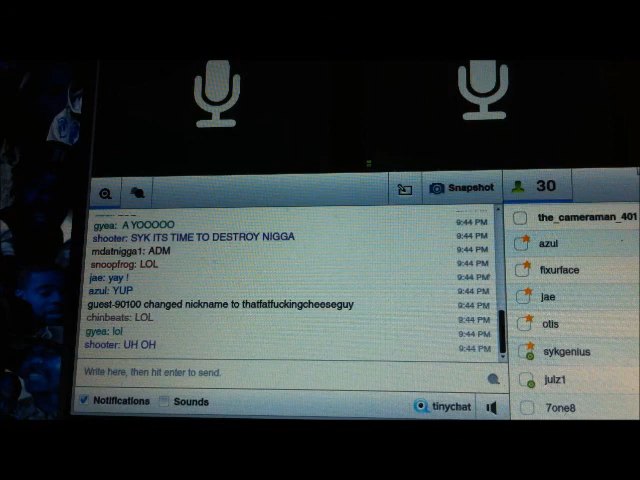 Snapshot
30
gyea: A YOOOOO 9:44 PM
shooter: SYK ITS TIME TO DESTROY NIGGA 9:44 PM
mdatnigga1: ADM 9:44 PM
snoopfrog: LOL 9:44 PM
jae: yay ! 9:44 PM
azul: YUP 9:44 PM
guest-90100 changed nickname to thatfatfuckingcheeseguy 9:44 PM
chinbeats: LOL 9:44 PM
gyea: lol 9:44 PM
shooter: UH OH 9:44 PM
Write here, then hit enter to send.
Notifications Sounds
tinychat
the_cameraman_401
azul
fixurface
jae
otis
sykgenius
julz1
7one8